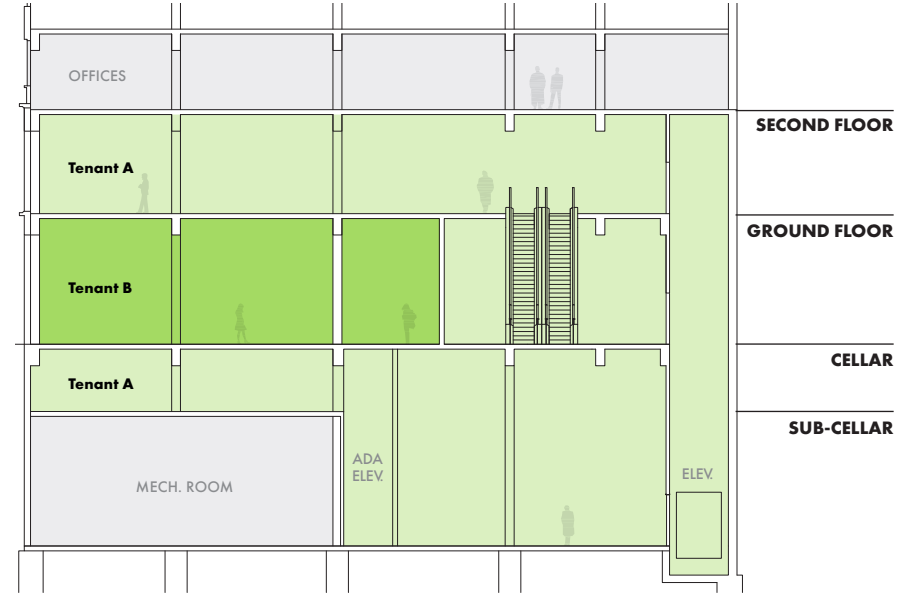 OFFICES
SECOND FLOOR
Tenant A
GROUND FLOOR
Tenant B
CELLAR
Tenant A
SUB-CELLAR
ADA
ELEV.
ELEV.
MECH. ROOM